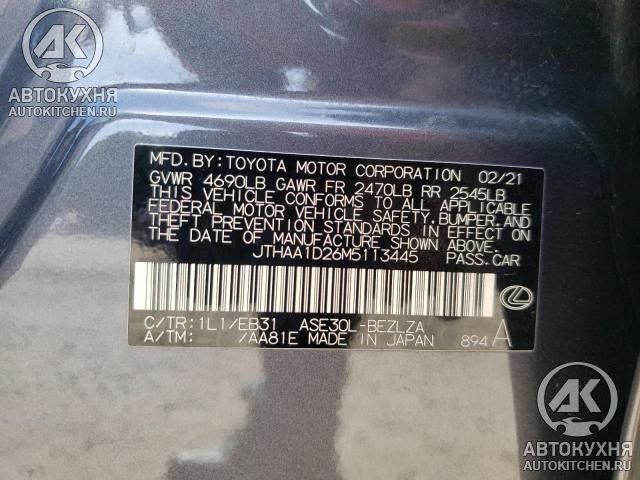 АК
АВТОКУХНЯ
AUTOKITCHEN.RU
MFD. BY: TOYOTA MOTOR CORPORATION 02/21
GVWR 4690LB GAWR FR 2470LB RR 2545LB
THIS VEHICLE CONFORMS TO ALL APPLICABLE
FEDERAL MOTOR VEHICLE SAFETY, BUMPER, AND
THEFT PREVENTION STANDARDS IN EFFECT ON
THE DATE OF MANUFACTURE SHOWN ABOVE.
JTHAA1D26M5113445 PASS. CAR
C/TR: 1L1/EB31 ASE30L-BEZLZA
A/TM: /AA81E MADE IN JAPAN 894 A
АК
АВТОКУХНЯ
AUTOKITCHEN.RU